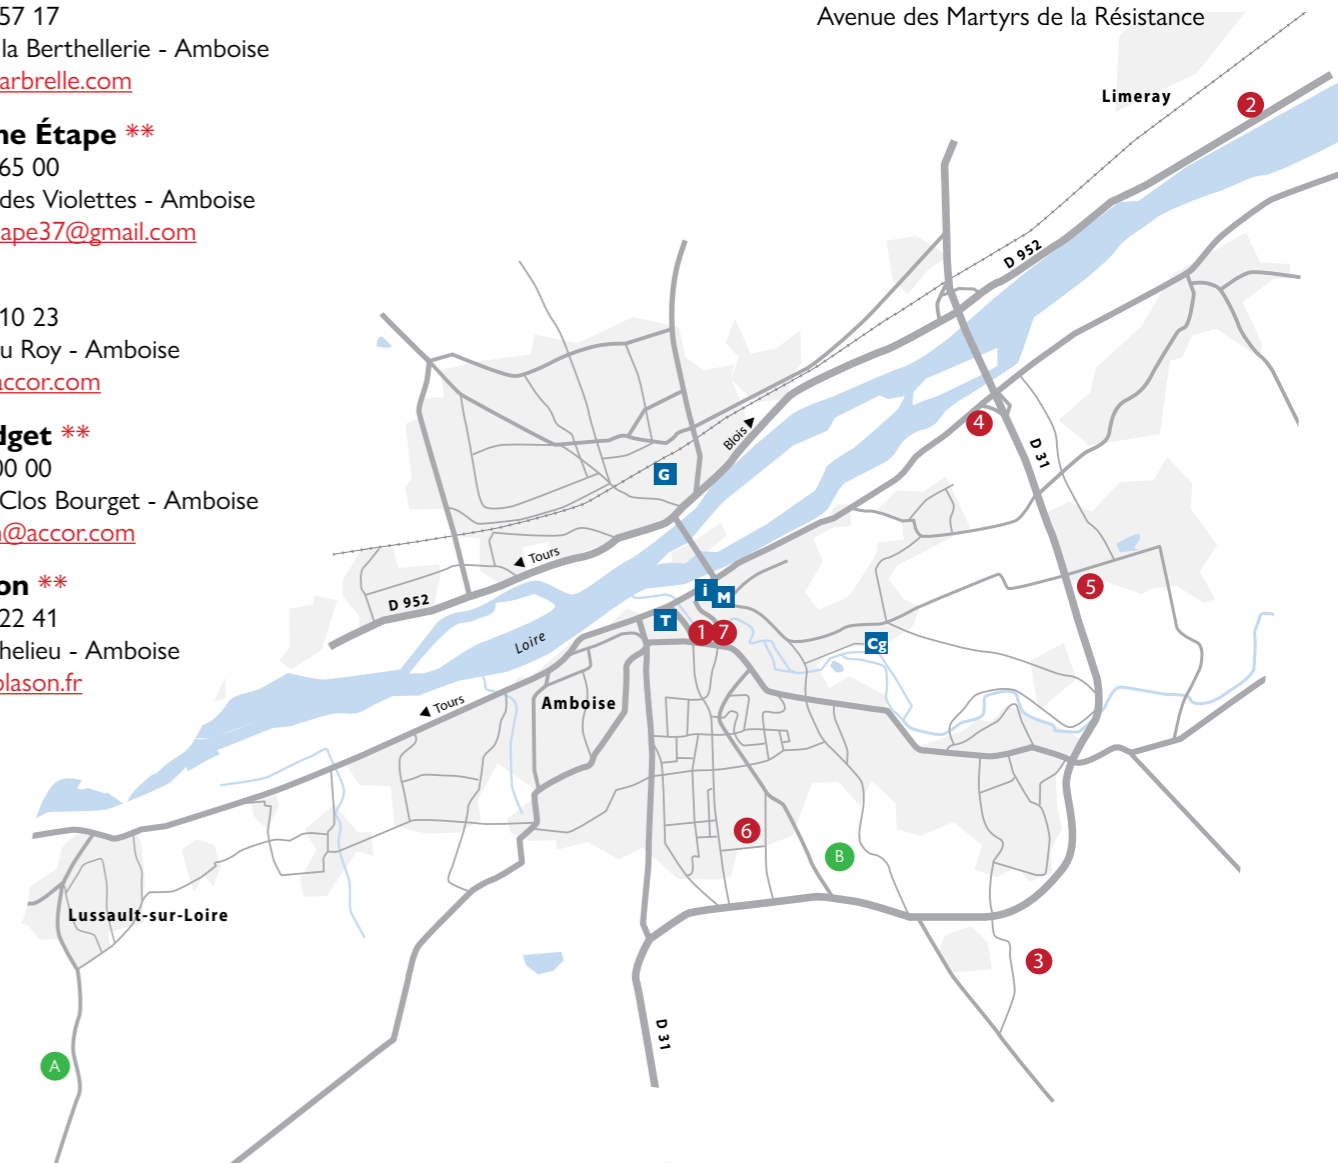 57 17
la Berthellerie - Amboise
arbrelle.com
ne Étape **
65 00
des Violettes - Amboise
ape37@gmail.com
10 23
u Roy - Amboise
accor.com
dget **
00 00
Clos Bourget - Amboise
@accor.com
on **
22 41
helieu - Amboise
blason.fr
Avenue des Martyrs de la Résistance
Limeray
2
D 952
Blois
4
D 31
G
Tours
D 952
i
M
T
1
7
5
Cg
Loire
Tours
Amboise
6
B
Lussault-sur-Loire
3
D 31
A